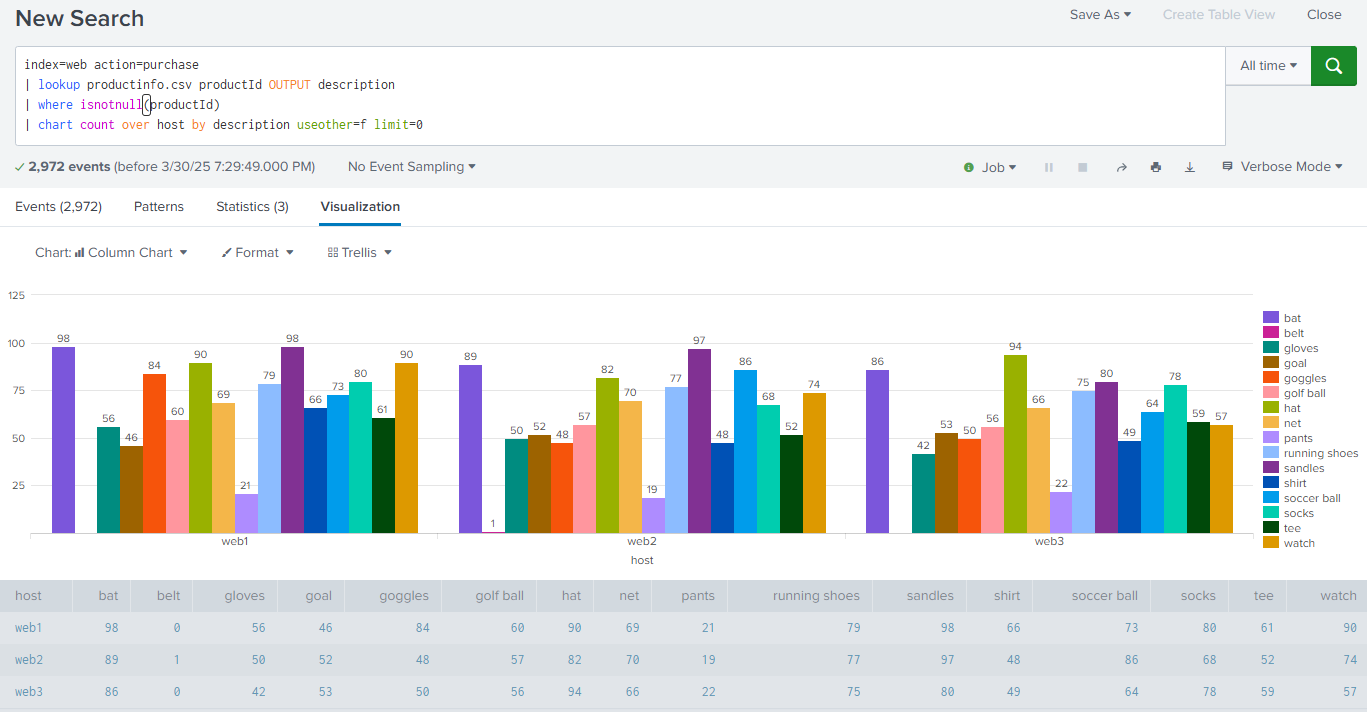 New Search
Save As Create Table View Close
index=web action=purchase
| lookup productinfo.csv productId OUTPUT description
| where isnotnull(productId)
| chart count over host by description useother=f limit=0
All time
2,972 events (before 3/30/25 7:29:49.000 PM) No Event Sampling Job Verbose Mode
Events (2,972) Patterns Statistics (3) Visualization
Chart: Column Chart Format Trellis
125
100
75
50
25
98 56 46 84 60 90 69 21 79 98 66 73 80 61 90
89 1 50 52 48 57 82 70 19 77 97 48 86 68 52 74
86 42 53 50 56 94 66 22 75 80 49 64 78 59 57
web1 web2 web3
host
bat
belt
gloves
goal
goggles
golf ball
hat
net
pants
running shoes
sandles
shirt
soccer ball
socks
tee
watch
host bat belt gloves goal goggles golf ball hat net pants running shoes sandles shirt soccer ball socks tee watch
web1 98 0 56 46 84 60 90 69 21 79 98 66 73 80 61 90
web2 89 1 50 52 48 57 82 70 19 77 97 48 86 68 52 74
web3 86 0 42 53 50 56 94 66 22 75 80 49 64 78 59 57